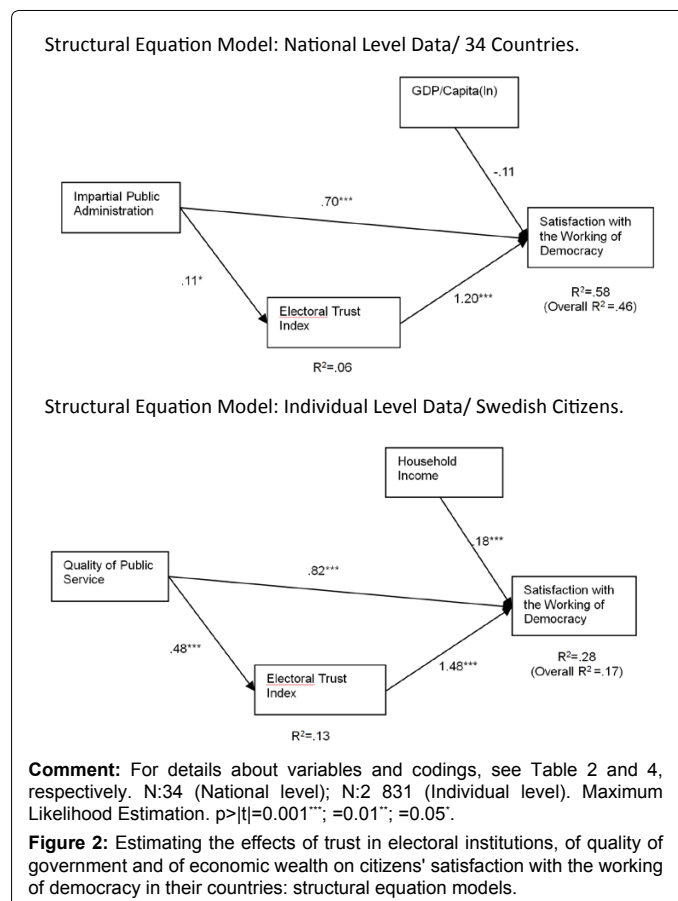 Structural Equation Model: National Level Data/ 34 Countries.
GDP/Capita(ln)
-.11
Impartial Public
Administration
.70***
Satisfaction with
the Working of
Democracy
.11*
1.20***
Electoral Trust
Index
R²=.58
(Overall R² =.46)
R²=.06
Structural Equation Model: Individual Level Data/ Swedish Citizens.
Household
Income
.18***
Quality of Public
Service
.82***
Satisfaction with
the Working of
Democracy
.48***
1.48***
Electoral Trust
Index
R²=.28
(Overall R² =.17)
R²=.13
Comment: For details about variables and codings, see Table 2 and 4,
respectively. N:34 (National level); N:2 831 (Individual level). Maximum
Likelihood Estimation. p>|t|=0.001***; =0.01**; =0.05*.
Figure 2: Estimating the effects of trust in electoral institutions, of quality of
government and of economic wealth on citizens' satisfaction with the working
of democracy in their countries: structural equation models.